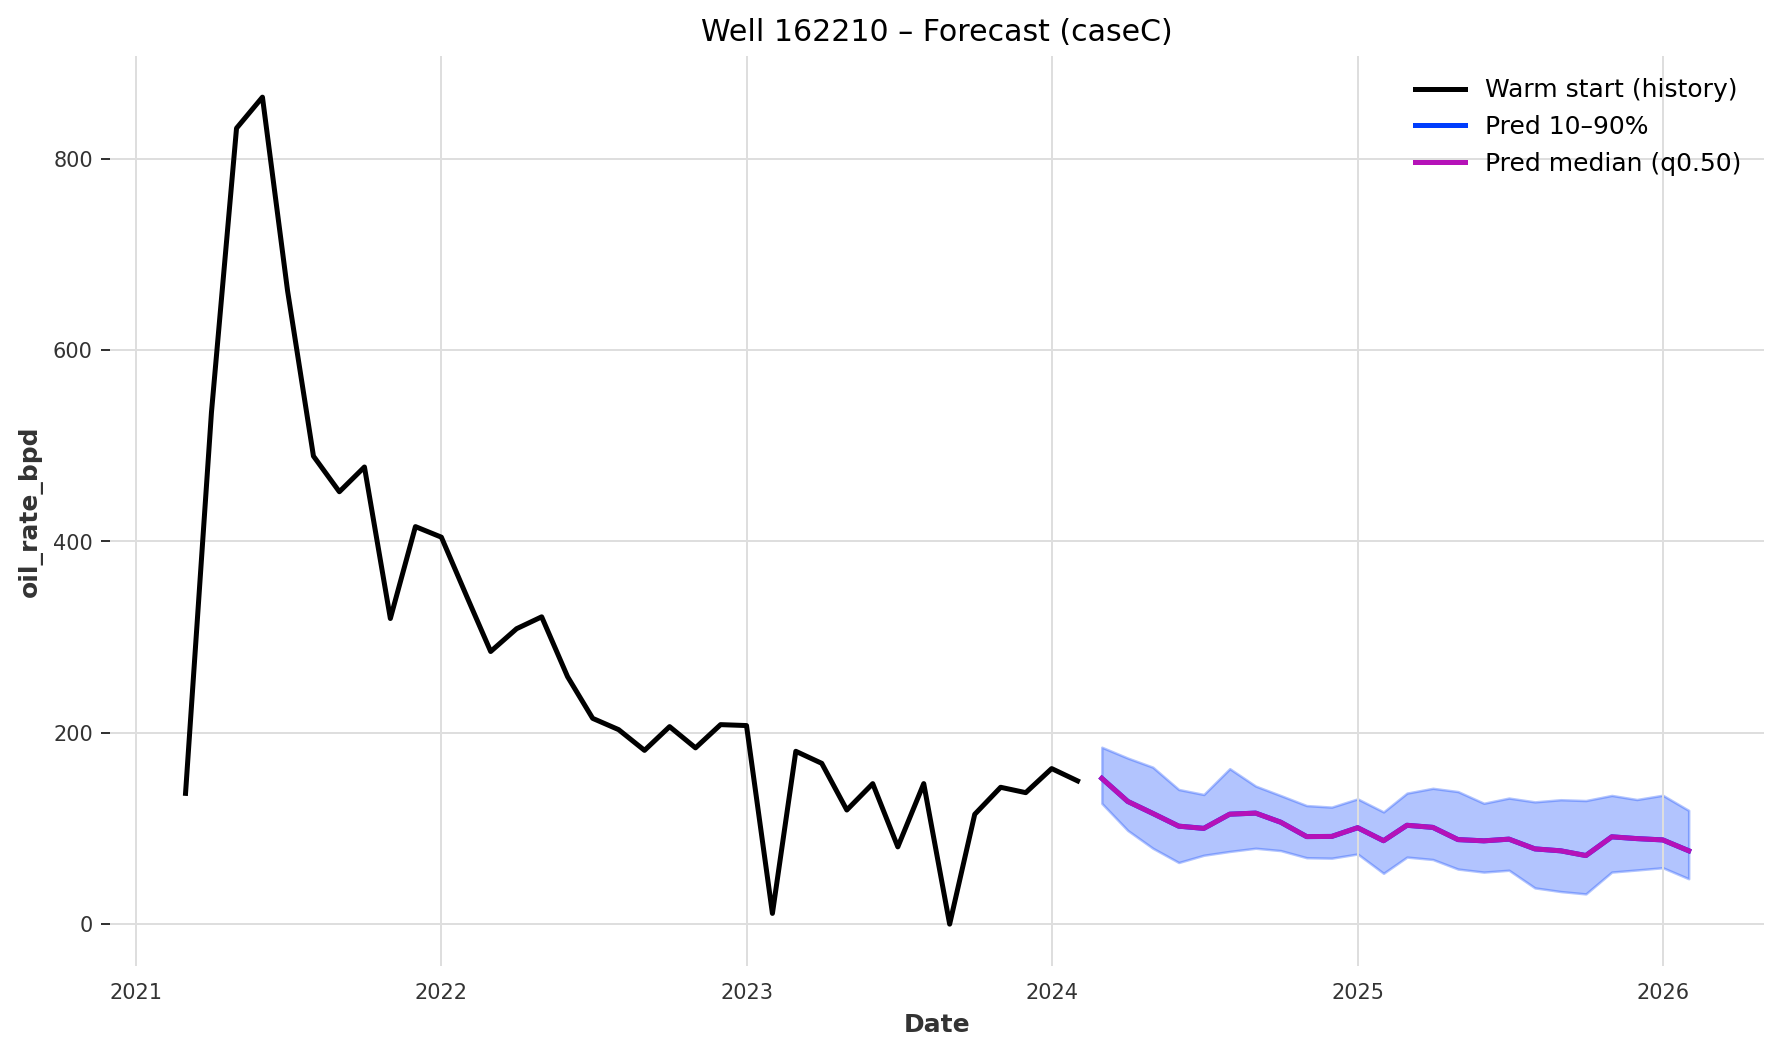 Well 162210 – Forecast (caseC)
Warm start (history)
Pred 10–90%
Pred median (q0.50)
oil_rate_bpd
800
600
400
200
0
2021
2022
2023
2024
2025
2026
Date